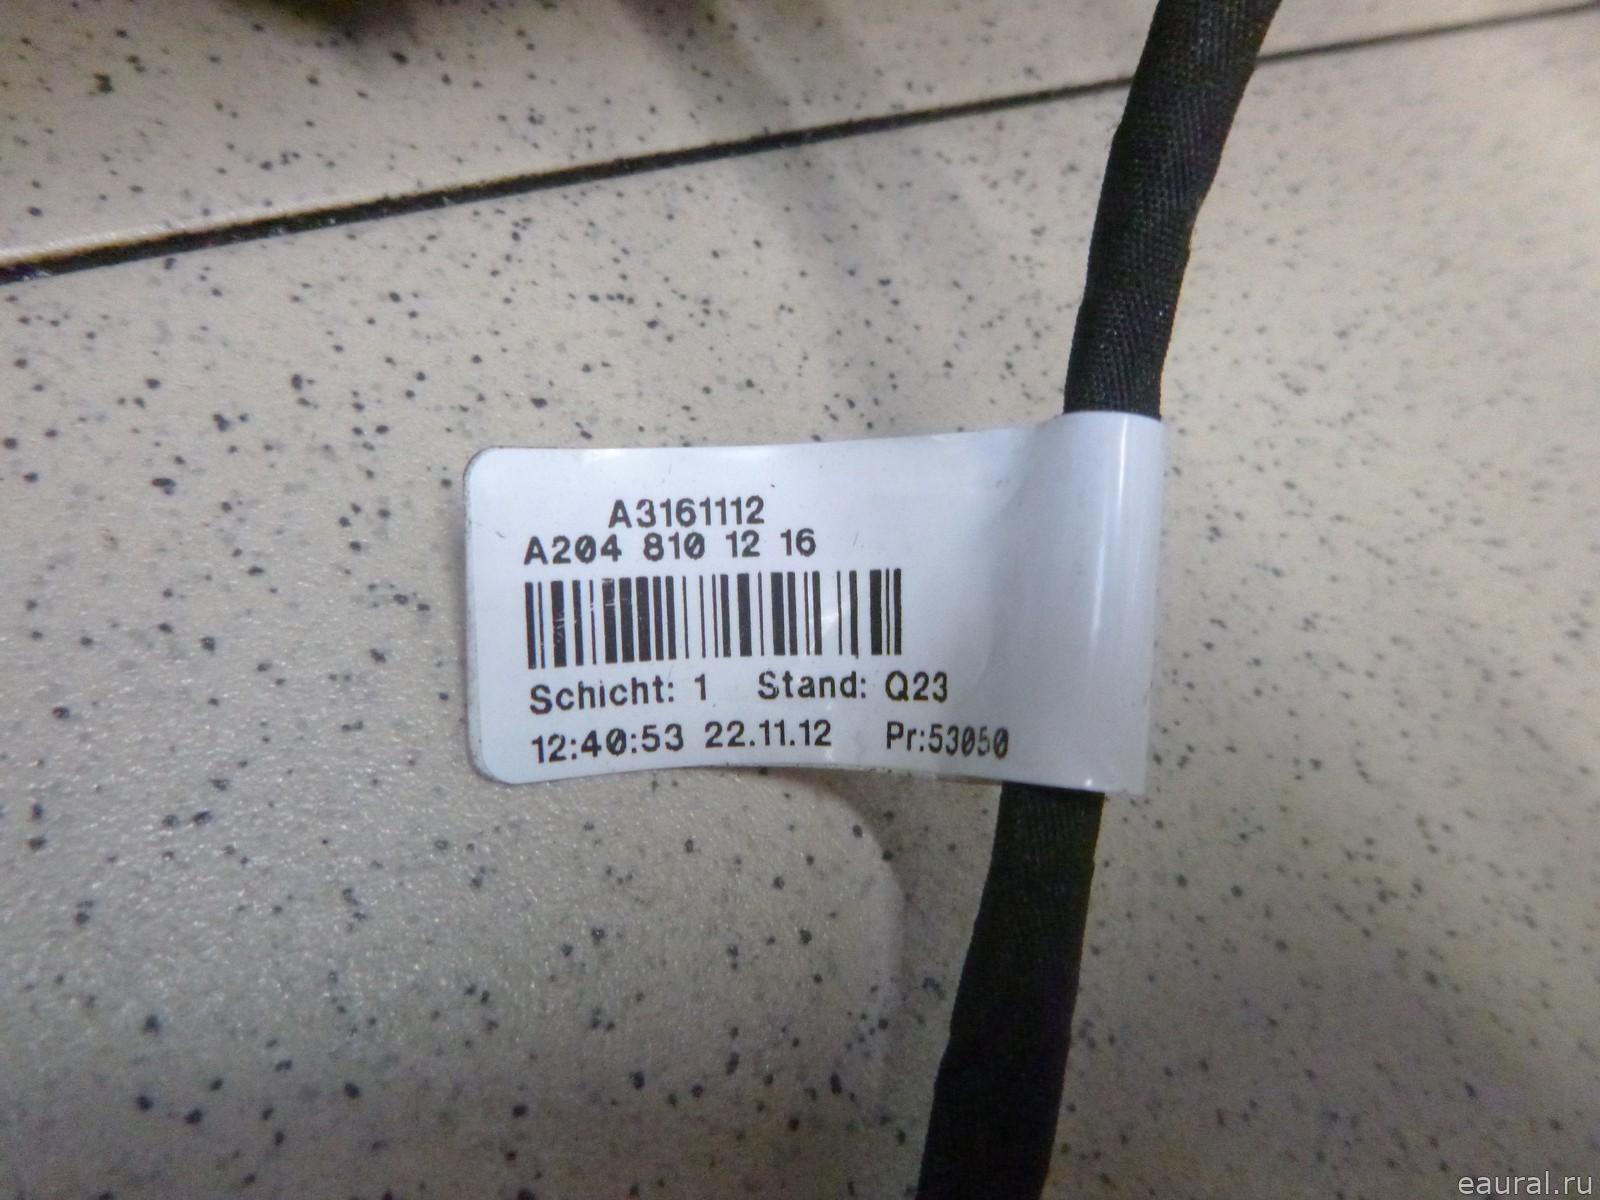 A3161112
A204 810 12 16
Schicht: 1 Stand: Q23
12:40:53 22.11.12 Pr:53050
eaural.ru